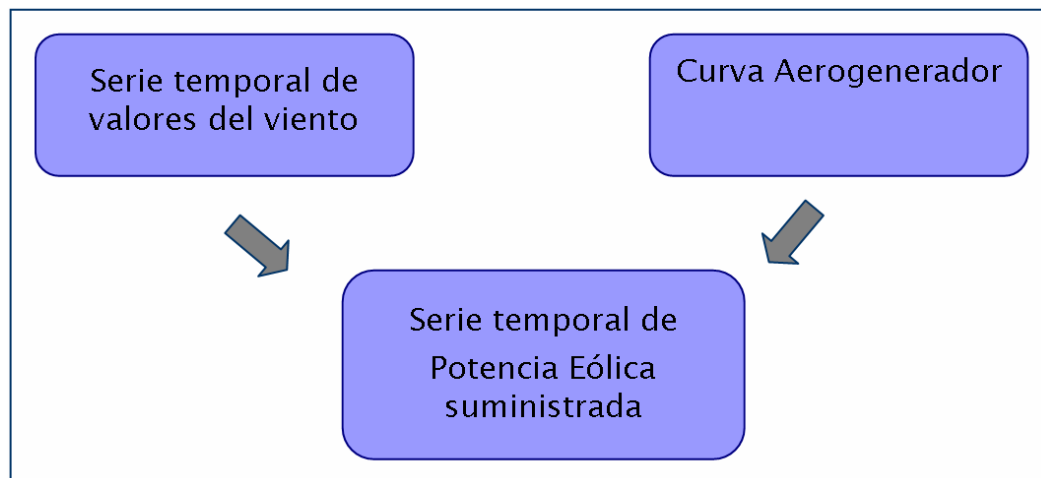 Serie temporal de
valores del viento
Curva Aerogenerador
Serie temporal de
Potencia Eólica
suministrada